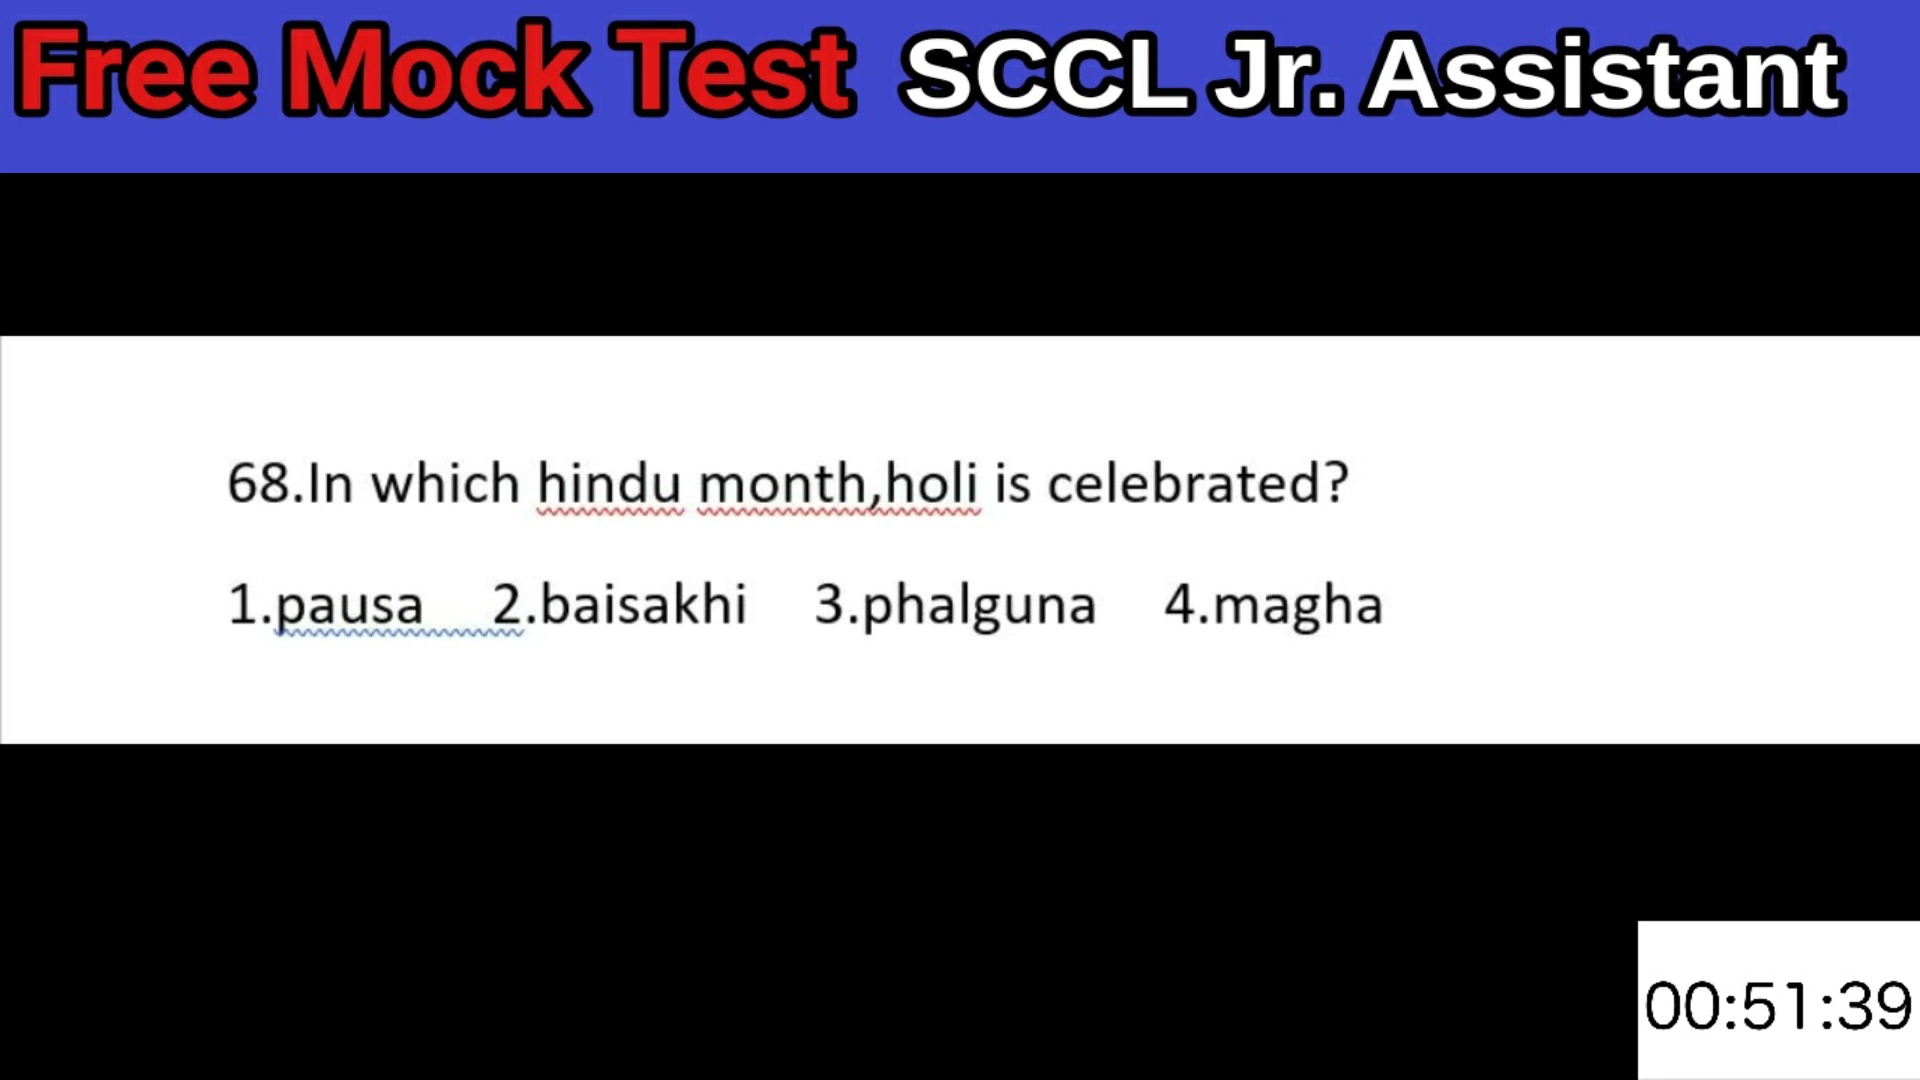 Free Mock Test SCCL Jr. Assistant
68.In which hindu month,holi is celebrated?
1.pausa 2.baisakhi 3.phalguna 4.magha
00:51:39